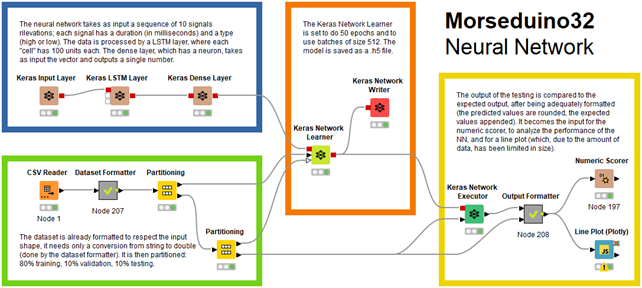 The neural network takes as input a sequence of 10 signals
rilevations; each signal has a duration (in milliseconds) and a type
(high or low). The data is processed by a LSTM layer, where each
"cell" has 100 units each. The dense layer, which has a neuron, takes
as input the vector and outputs a single number.
Keras Input Layer
Keras LSTM Layer
Keras Dense Layer
The Keras Network Learner
is set to do 50 epochs and to
use batches of size 512. The
model is saved as a .h5 file.
Keras Network
Writer
Keras Network
Learner
Morseduino32
Neural Network
CSV Reader
Node 1
Dataset Formatter
Node 207
Partitioning
Partitioning
The dataset is already formatted to respect the input
shape, it needs only a conversion from string to double
(done by the dataset formatter). It is then partitioned:
80% training, 10% validation, 10% testing.
The output of the testing is compared to the
expected output, after being adequately formatted
(the predicted values are rounded, the expected
values appended). It becomes the input for the
numeric scorer, to analyze the performance of the
NN, and for a line plot (which, due to the amount of
data, has been limited in size).
Keras Network
Executor
Output Formatter
Node 208
Numeric Scorer
Node 197
Line Plot (Plotly)
JS